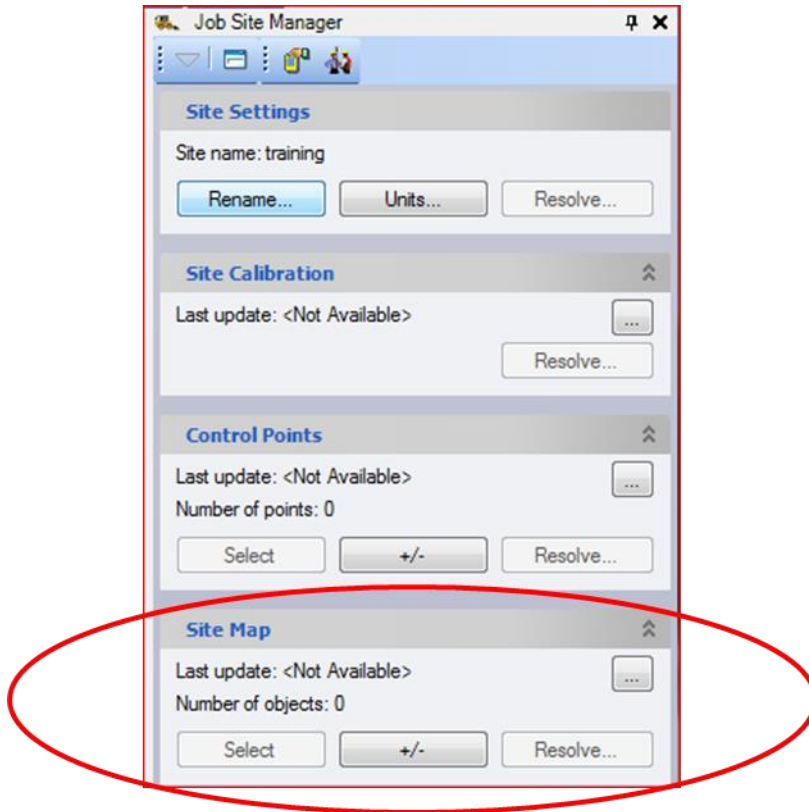 Job Site Manager
Site Settings
Site name: training
Rename... Units... Resolve...
Site Calibration
Last update: <Not Available>
...
Resolve...
Control Points
Last update: <Not Available>
...
Number of points: 0
Select +/- Resolve...
Site Map
Last update: <Not Available>
...
Number of objects: 0
Select +/- Resolve...